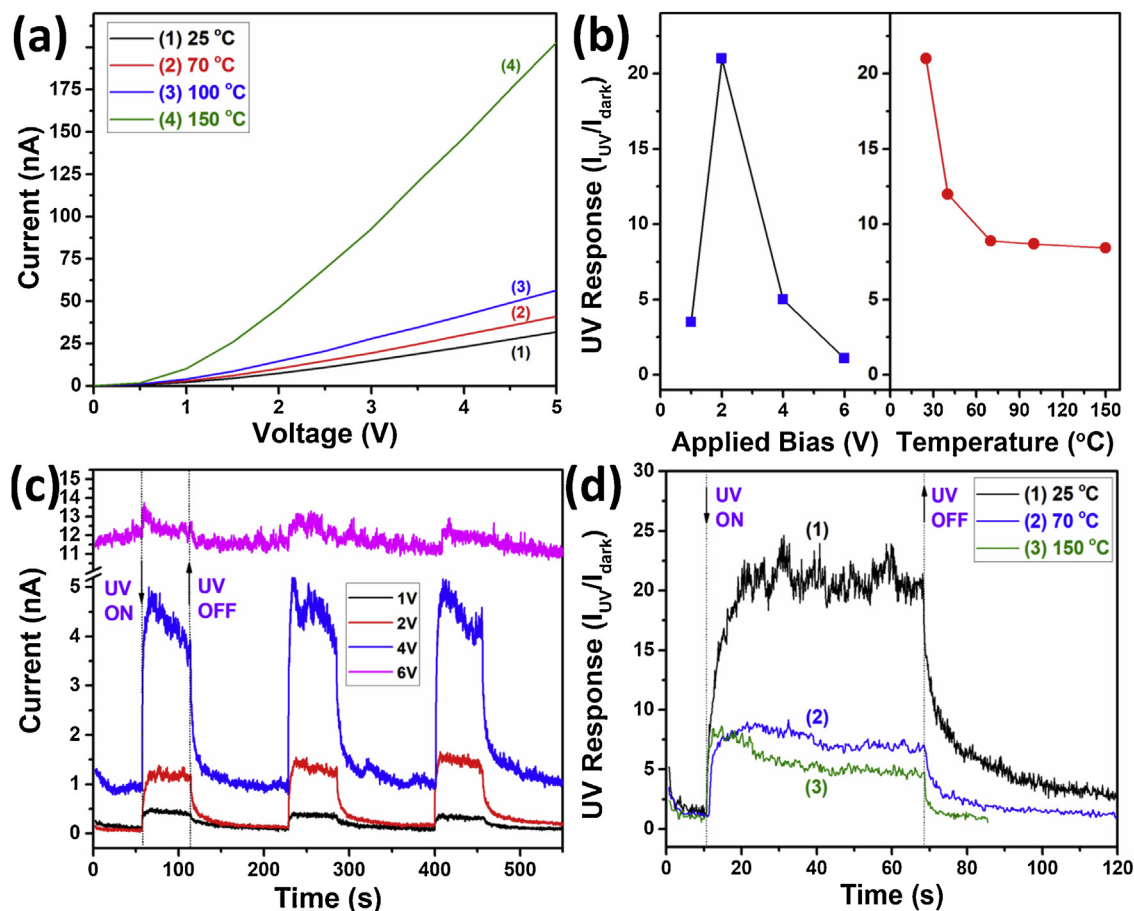 (a)
(1) 25 °C
(2) 70 °C
(3) 100 °C
(4) 150 °C
(4)
(3)
(2)
(1)
Current (nA)
175
150
125
100
75
50
25
0
0 1 2 3 4 5
Voltage (V)
(b)
UV Response (I_UV/I_dark)
20
15
10
5
0
0 2 4 6
Applied Bias (V)
20
15
10
5
0
30 60 90 120 150
Temperature (°C)
(c)
Current (nA)
15
14
13
12
11
5
4
3
2
1
0
UV
ON
UV
OFF
1V
2V
4V
6V
0 100 200 300 400 500
Time (s)
(d)
UV Response (I_UV/I_dark)
30
25
20
15
10
5
0
UV
ON
UV
OFF
(1) 25 °C
(2) 70 °C
(3) 150 °C
(1)
(2)
(3)
0 20 40 60 80 100 120
Time (s)